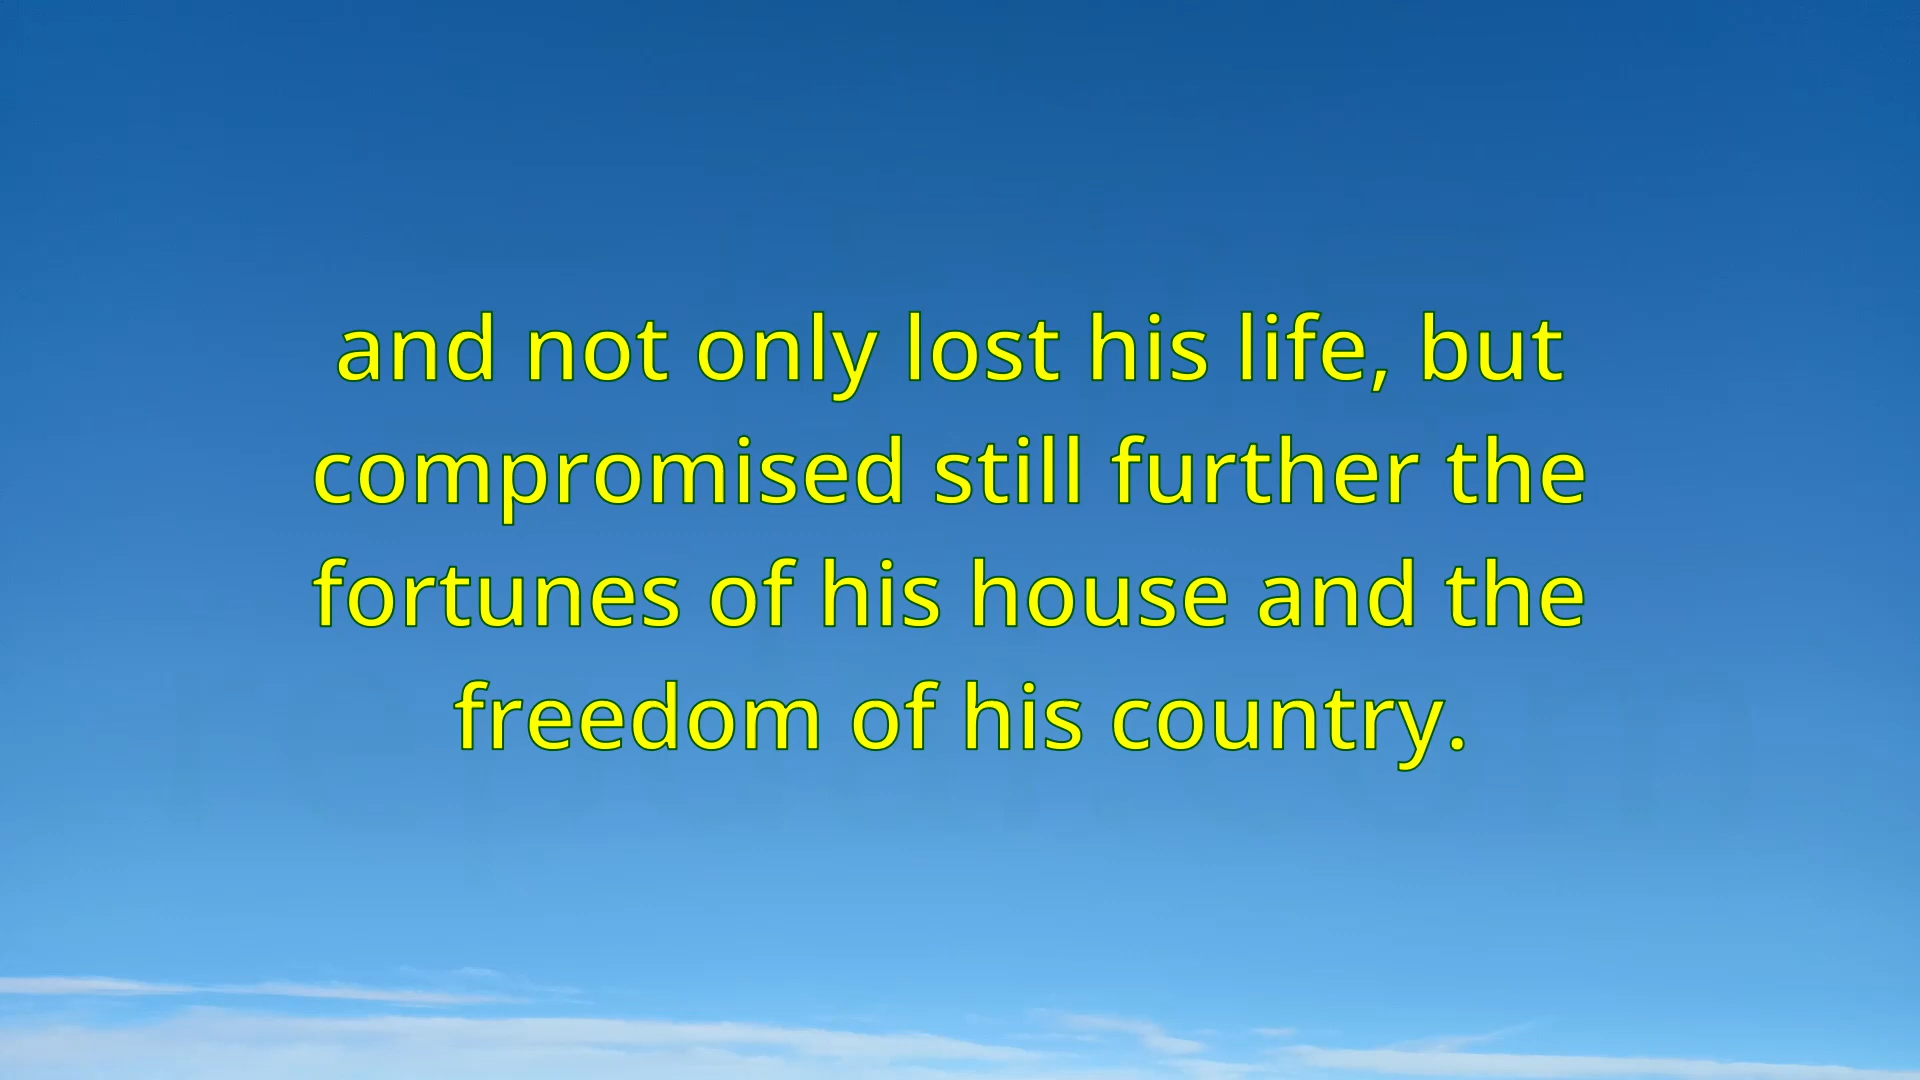 and not only lost his life, but
compromised still further the
fortunes of his house and the
freedom of his country.